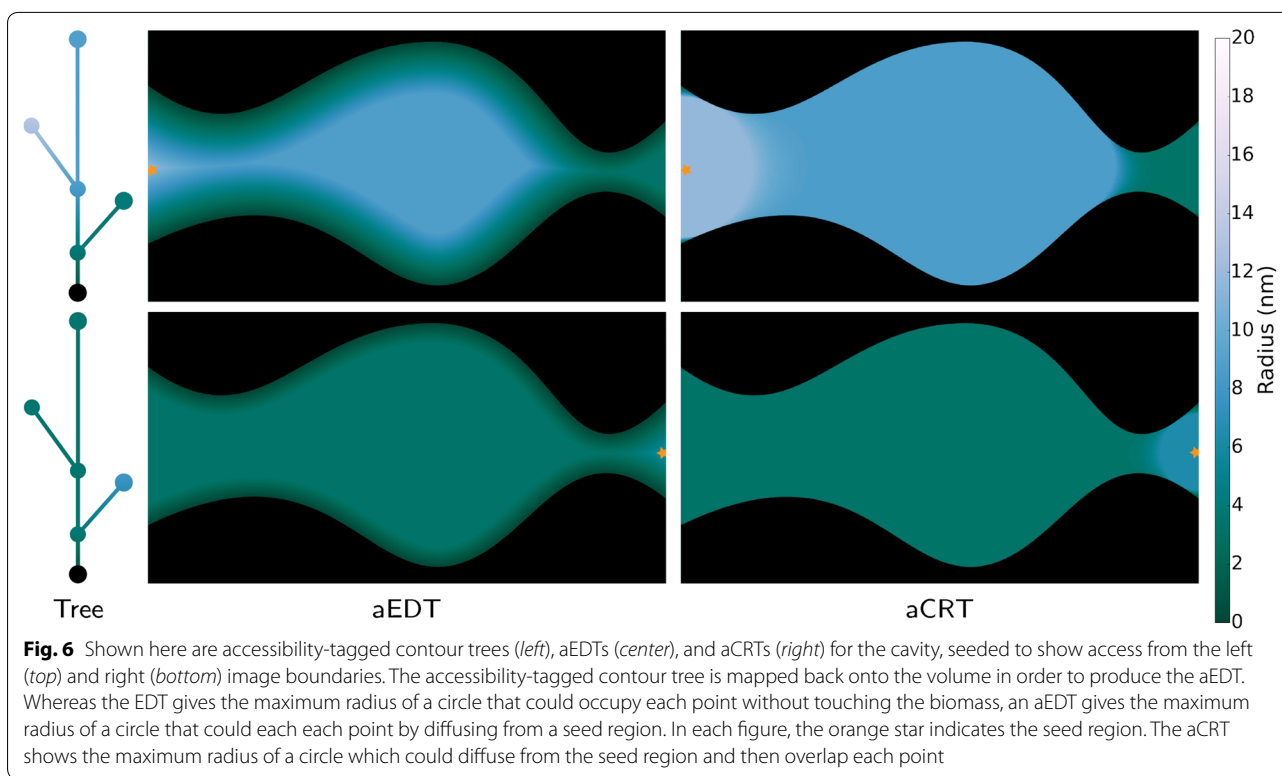 20
18
16
14
12
10
8
6
4
2
0
Radius (nm)
Tree
aEDT
aCRT
Fig. 6 Shown here are accessibility-tagged contour trees (left), aEDTs (center), and aCRTs (right) for the cavity, seeded to show access from the left
(top) and right (bottom) image boundaries. The accessibility-tagged contour tree is mapped back onto the volume in order to produce the aEDT.
Whereas the EDT gives the maximum radius of a circle that could occupy each point without touching the biomass, an aEDT gives the maximum
radius of a circle that could each each point by diffusing from a seed region. In each figure, the orange star indicates the seed region. The aCRT
shows the maximum radius of a circle which could diffuse from the seed region and then overlap each point